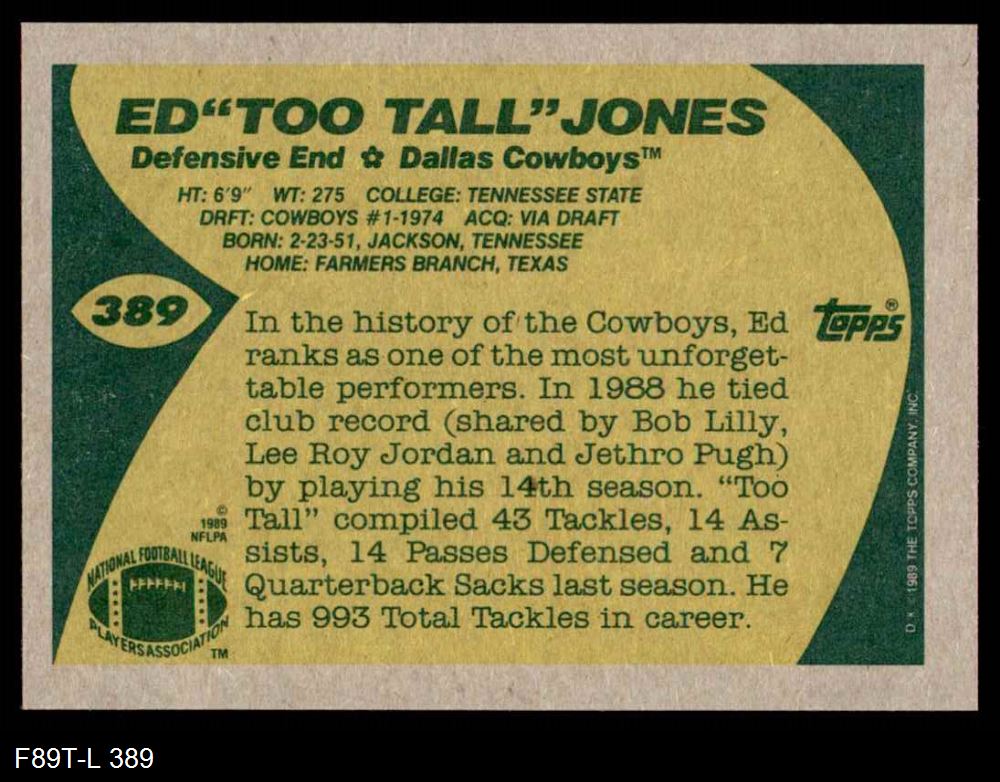 ED “TOO TALL” JONES
Defensive End ✿ Dallas Cowboys™
HT: 6'9" WT: 275 COLLEGE: TENNESSEE STATE
DRFT: COWBOYS #1-1974 ACQ: VIA DRAFT
BORN: 2-23-51, JACKSON, TENNESSEE
HOME: FARMERS BRANCH, TEXAS
389
topps®
In the history of the Cowboys, Ed
ranks as one of the most unforget-
table performers. In 1988 he tied
club record (shared by Bob Lilly,
Lee Roy Jordan and Jethro Pugh)
by playing his 14th season. “Too
Tall” compiled 43 Tackles, 14 As-
sists, 14 Passes Defensed and 7
Quarterback Sacks last season. He
has 993 Total Tackles in career.
©
1989
NFLPA
NATIONAL FOOTBALL LEAGUE
PLAYERS ASSOCIATION
TM
D. * 1989 THE TOPPS COMPANY, INC.
F89T-L 389